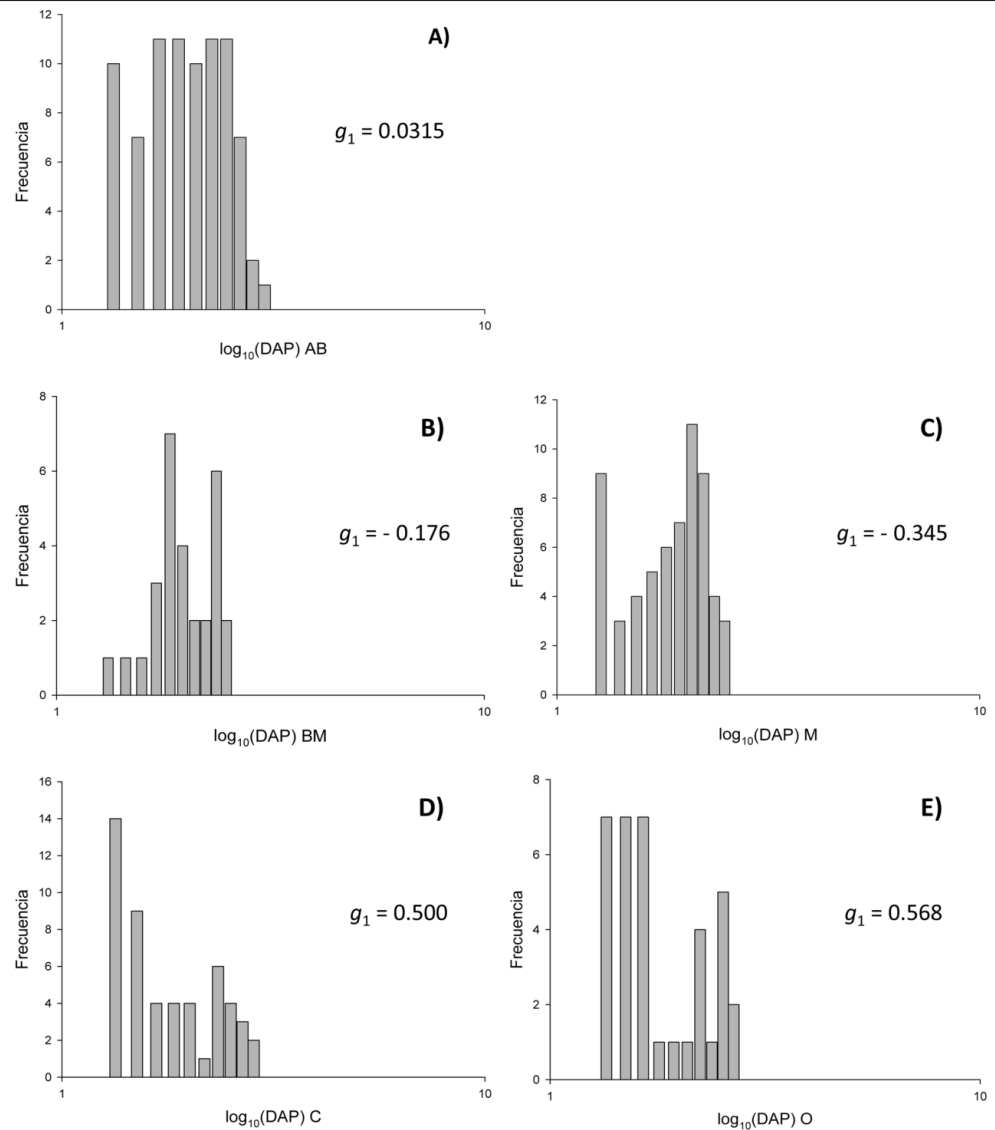 A)
12
10
8
6
4
2
0
Frecuencia
g1 = 0.0315
1 10
log10(DAP) AB
B)
8
6
4
2
0
Frecuencia
g1 = - 0.176
1 10
log10(DAP) BM
C)
12
10
8
6
4
2
0
Frecuencia
g1 = - 0.345
1 10
log10(DAP) M
D)
16
14
12
10
8
6
4
2
0
Frecuencia
g1 = 0.500
1 10
log10(DAP) C
E)
8
6
4
2
0
Frecuencia
g1 = 0.568
1 10
log10(DAP) O